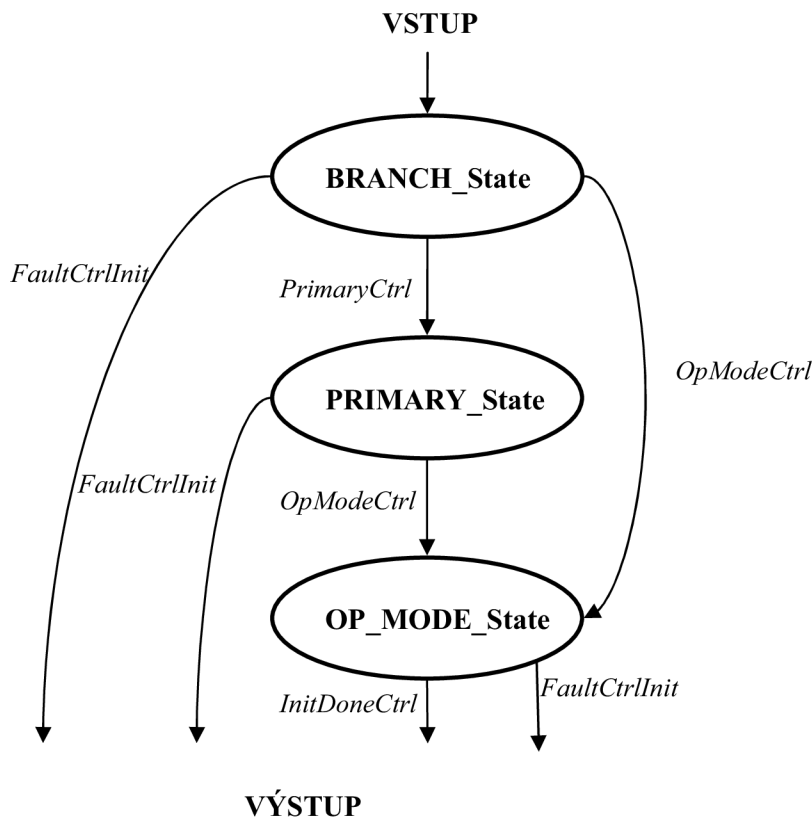 VSTUP
BRANCH_State
FaultCtrlInit
PrimaryCtrl
OpModeCtrl
PRIMARY_State
FaultCtrlInit
OpModeCtrl
OP_MODE_State
InitDoneCtrl
FaultCtrlInit
VÝSTUP